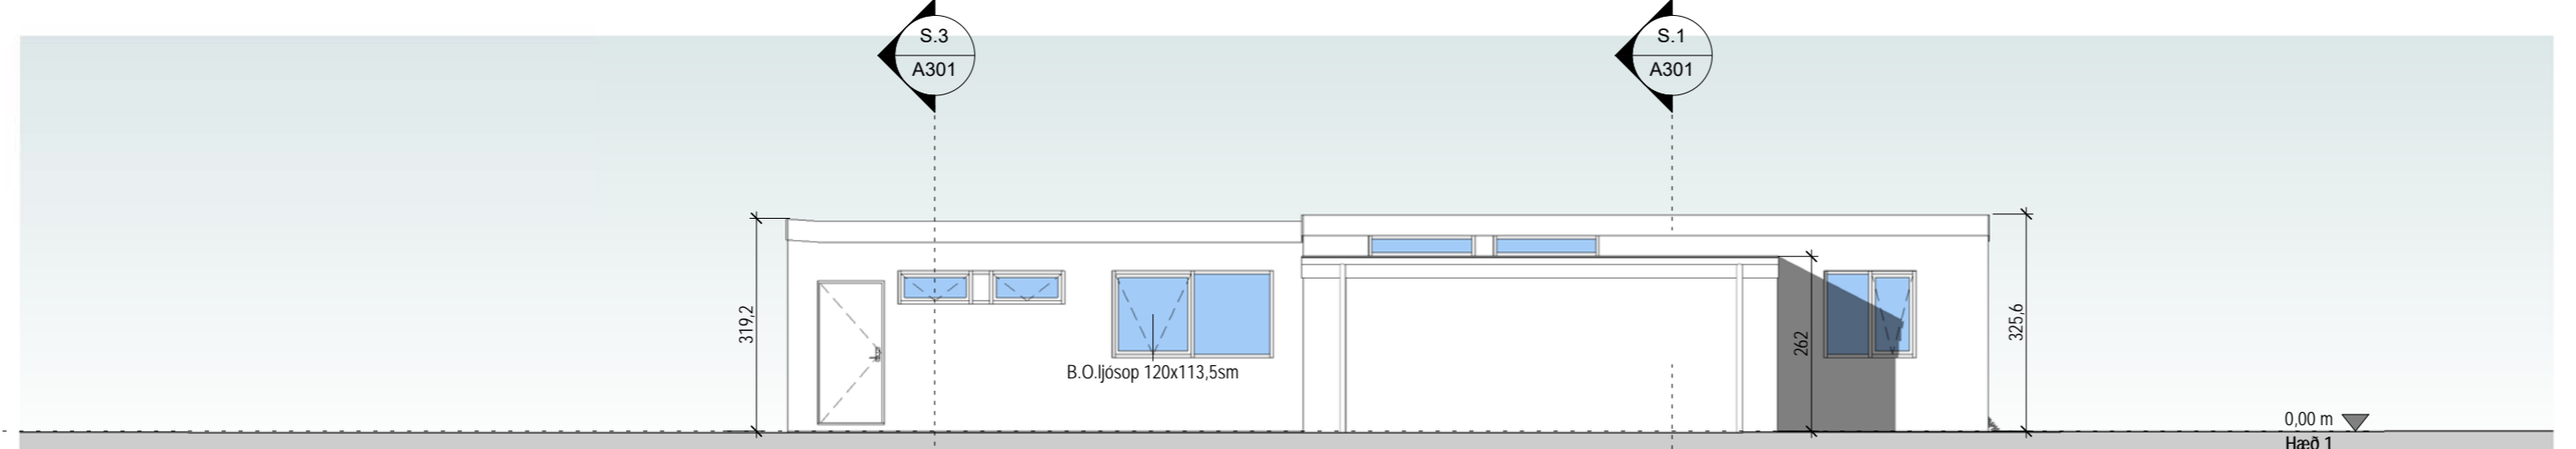 S.3
A301
S.1
A301
319,2
B.O.ljósop 120x113,5sm
262
325,6
0,00 m
Hæð 1